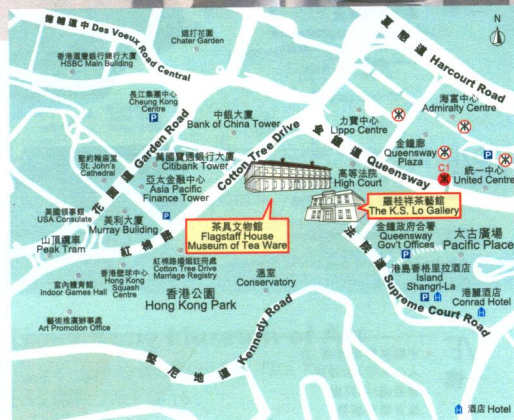 德輔道中 Des Voeux Road Central
遮打花園
Chater Garden
N
夏慤道 Harcourt Road
香港滙豐銀行總行大廈
HSBC Main Building
長江集團中心
Cheung Kong
Centre
P
中銀大廈
Bank of China Tower
力寶中心
Lippo Centre
海富中心
Admiralty Centre
花園道 Garden Road
Cotton Tree Drive
金鐘道 Queensway
金鐘廊
Queensway
Plaza
C1
聖約翰座堂
St. John's
Cathedral
萬國寶通銀行大廈
Citibank Tower
亞太金融中心
Asia Pacific
Finance Tower
高等法院
High Court
統一中心
United Centre
羅桂祥茶藝館
The K.S. Lo Gallery
美國領事館
USA Consulate
美利大廈
Murray Building
P
茶具文物館
Flagstaff House
Museum of Tea Ware
金鐘政府合署
Queensway
Gov't Offices
太古廣場
Pacific Place
P
山頂纜車
Peak Tram
紅棉路
法院道 Supreme Court Road
室內體育館
Indoor Games Hall
香港壁球中心
Hong Kong
Squash
Centre
紅棉路婚姻註冊處
Cotton Tree Drive
Marriage Registry
溫室
Conservatory
港島香格里拉酒店
Island
Shangri-La
P
港麗酒店
Conrad Hotel
藝術推廣辦事處
Art Promotion Office
香港公園
Hong Kong Park
堅尼地道 Kennedy Road
酒店 Hotel